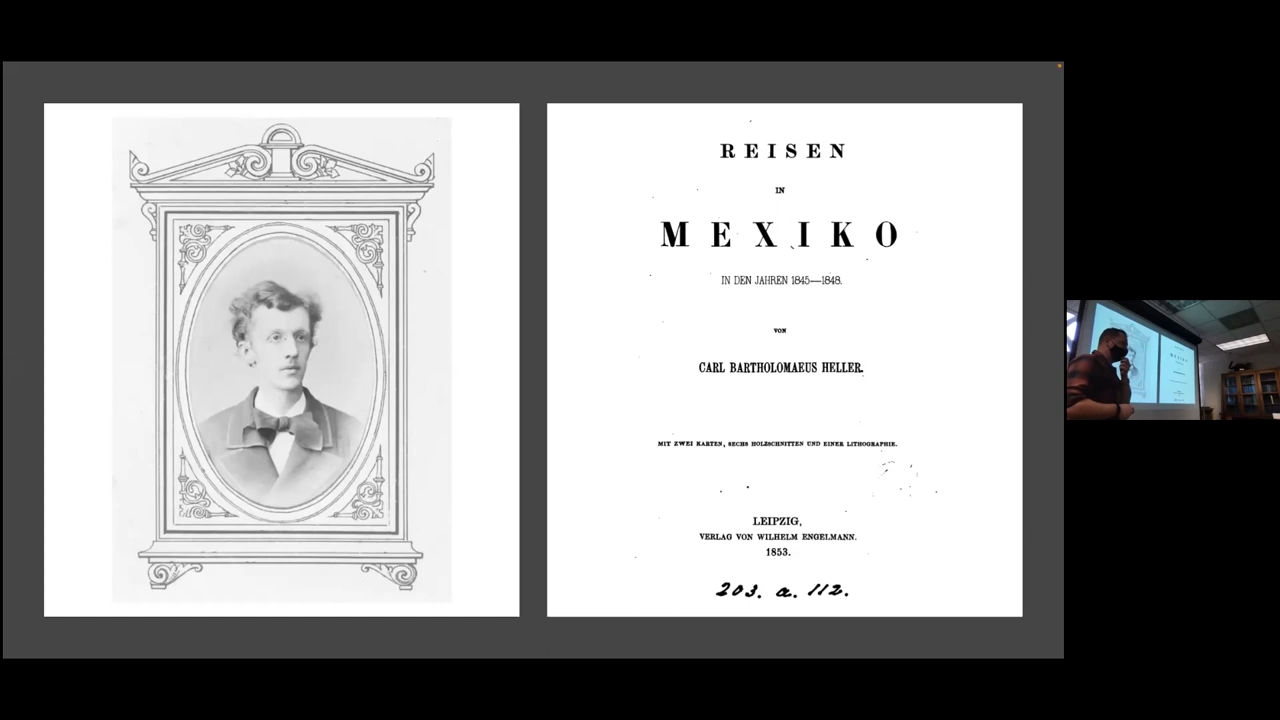 REISEN
IN
MEXIKO
IN DEN JAHREN 1845—1848.
VON
CARL BARTHOLOMAEUS HELLER.
MIT ZWEI KARTEN, SECHS HOLZSCHNITTEN UND EINER LITHOGRAPHIE.
LEIPZIG,
VERLAG VON WILHELM ENGELMANN.
1853.
203. a. 112.